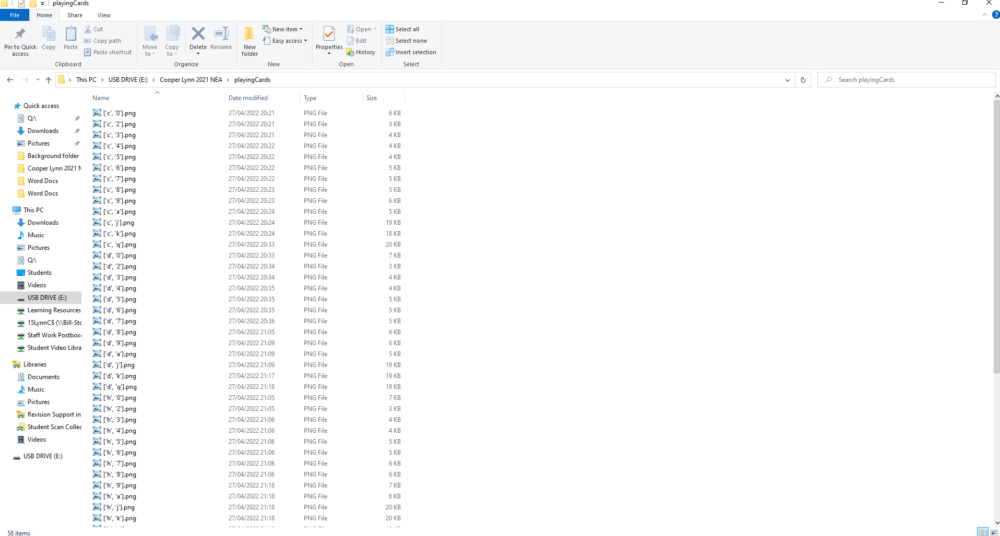 playingCards
File Home Share View
Pin to Quick access
Copy
Paste
Cut
Copy path
Paste shortcut
Clipboard
Move to
Copy to
Delete
Rename
Organize
New folder
New item
Easy access
New
Properties
Open
Edit
History
Open
Select all
Select none
Invert selection
Select
This PC > USB DRIVE (E:) > Cooper Lynn 2021 NEA > playingCards
Search playingCards
Quick access
Q:\
Downloads
Pictures
Background folder
Cooper Lynn 2021 N
Word Docs
Word Docs
This PC
Downloads
Music
Pictures
Q:\
Students
Videos
USB DRIVE (E:)
Learning Resources
15LynnC$ (\\Bill-Sto
Staff Work Postbox
Student Video Libra
Libraries
Documents
Music
Pictures
Revision Support in
Student Scan Collec
Videos
USB DRIVE (E:)
Name Date modified Type Size
['c', '0'].png 27/04/2022 20:21 PNG File 6 KB
['c', '2'].png 27/04/2022 20:21 PNG File 3 KB
['c', '3'].png 27/04/2022 20:21 PNG File 4 KB
['c', '4'].png 27/04/2022 20:22 PNG File 4 KB
['c', '5'].png 27/04/2022 20:22 PNG File 4 KB
['c', '6'].png 27/04/2022 20:22 PNG File 5 KB
['c', '7'].png 27/04/2022 20:22 PNG File 5 KB
['c', '8'].png 27/04/2022 20:23 PNG File 5 KB
['c', '9'].png 27/04/2022 20:23 PNG File 6 KB
['c', 'a'].png 27/04/2022 20:24 PNG File 5 KB
['c', 'j'].png 27/04/2022 20:24 PNG File 19 KB
['c', 'k'].png 27/04/2022 20:24 PNG File 18 KB
['c', 'q'].png 27/04/2022 20:33 PNG File 20 KB
['d', '0'].png 27/04/2022 20:33 PNG File 7 KB
['d', '2'].png 27/04/2022 20:34 PNG File 3 KB
['d', '3'].png 27/04/2022 20:34 PNG File 4 KB
['d', '4'].png 27/04/2022 20:35 PNG File 4 KB
['d', '5'].png 27/04/2022 20:35 PNG File 5 KB
['d', '6'].png 27/04/2022 20:35 PNG File 5 KB
['d', '7'].png 27/04/2022 20:36 PNG File 5 KB
['d', '8'].png 27/04/2022 21:05 PNG File 6 KB
['d', '9'].png 27/04/2022 21:09 PNG File 6 KB
['d', 'a'].png 27/04/2022 21:09 PNG File 5 KB
['d', 'j'].png 27/04/2022 21:09 PNG File 19 KB
['d', 'k'].png 27/04/2022 21:17 PNG File 19 KB
['d', 'q'].png 27/04/2022 21:18 PNG File 19 KB
['h', '0'].png 27/04/2022 21:05 PNG File 7 KB
['h', '2'].png 27/04/2022 21:05 PNG File 3 KB
['h', '3'].png 27/04/2022 21:06 PNG File 4 KB
['h', '4'].png 27/04/2022 21:06 PNG File 4 KB
['h', '5'].png 27/04/2022 21:06 PNG File 5 KB
['h', '6'].png 27/04/2022 21:06 PNG File 5 KB
['h', '7'].png 27/04/2022 21:06 PNG File 6 KB
['h', '8'].png 27/04/2022 21:06 PNG File 6 KB
['h', '9'].png 27/04/2022 21:18 PNG File 7 KB
['h', 'a'].png 27/04/2022 21:18 PNG File 6 KB
['h', 'j'].png 27/04/2022 21:18 PNG File 20 KB
['h', 'k'].png 27/04/2022 21:18 PNG File 20 KB
58 items